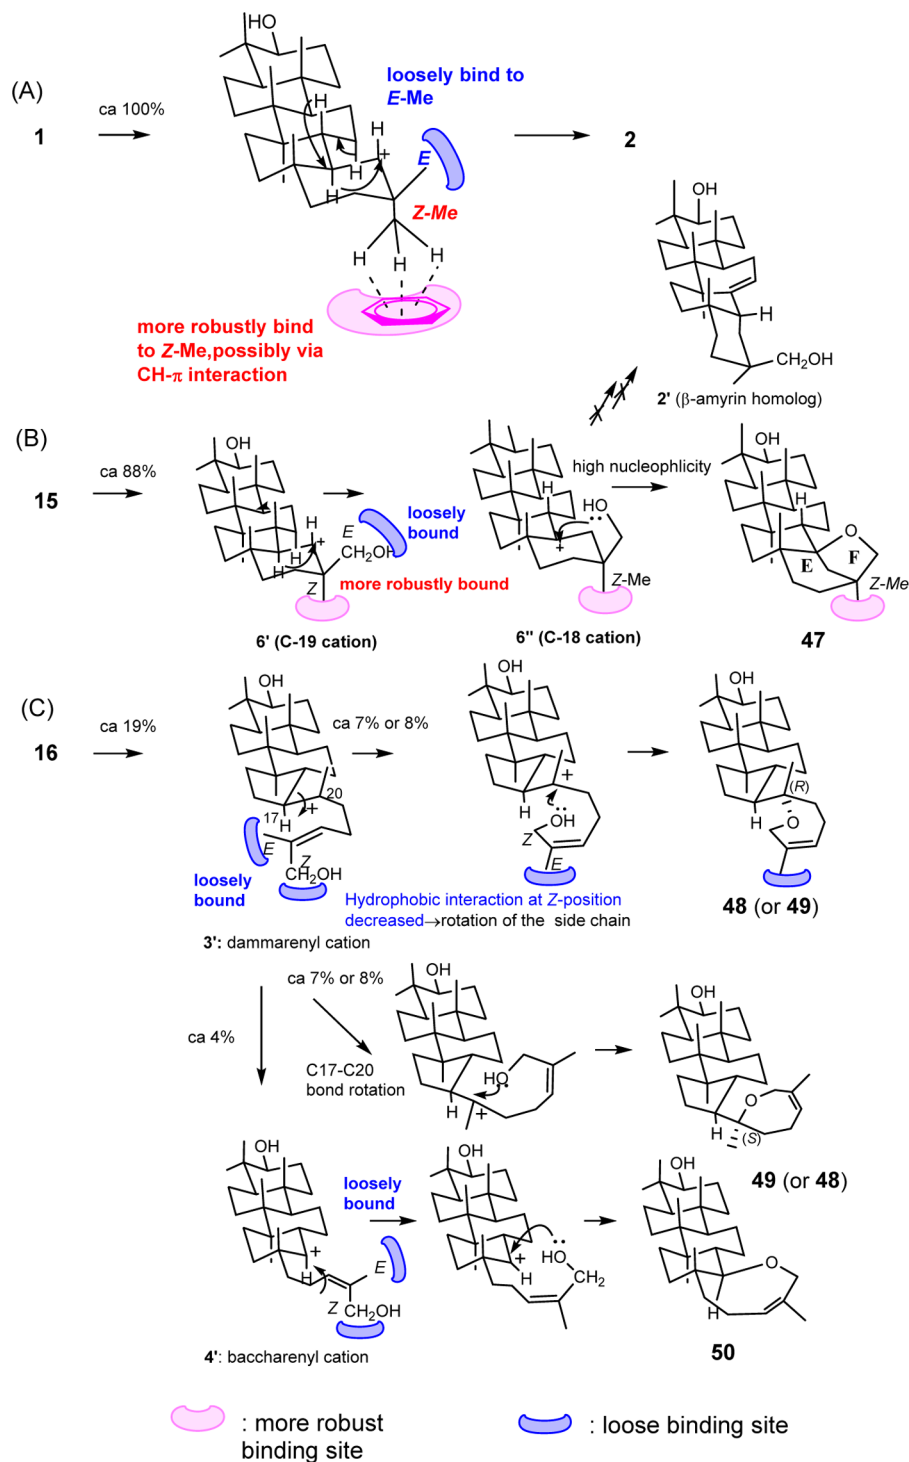 HO
(A)
loosely bind to
E-Me
ca 100%
1
H
H
H
H
+
E
2
Z-Me
H
H
H
more robustly bind
to Z-Me,possibly via
CH-π interaction
OH
H
CH2OH
2' (β-amyrin homolog)
(B)
OH
ca 88%
15
H
H
H
+
E
CH2OH
Z
loosely
bound
more robustly bound
6' (C-19 cation)
H
HO
+
Z-Me
6" (C-18 cation)
high nucleophlicity
OH
H
O
E
F
Z-Me
47
(C)
OH
ca 19%
16
20
+
17
H
E
Z
CH2OH
loosely
bound
3': dammarenyl cation
ca 7% or 8%
OH
+
H
OH
Z
E
Hydrophobic interaction at Z-position
decreased→rotation of the side chain
OH
(R)
H
O
48 (or 49)
ca 7% or 8%
ca 4%
C17-C20
bond rotation
OH
HO
H
+
OH
O
H
(S)
49 (or 48)
OH
+
H
E
Z
CH2OH
loosely
bound
4': baccharenyl cation
OH
+
H
HO
CH2
OH
O
H
50
: more robust
binding site
: loose binding site